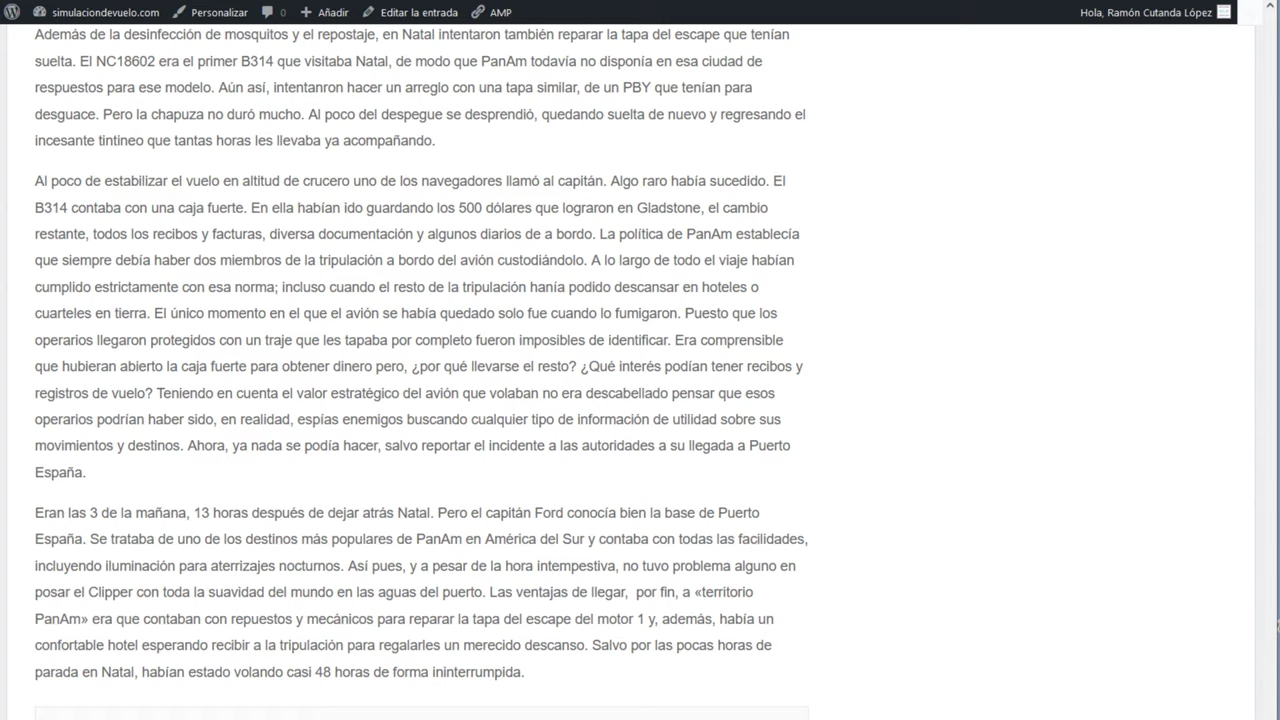 simulaciondevuelo.com Personalizar 0 Añadir Editar la entrada AMP Hola, Ramón Cutanda López
Además de la desinfección de mosquitos y el repostaje, en Natal intentaron también reparar la tapa del escape que tenían
suelta. El NC18602 era el primer B314 que visitaba Natal, de modo que PanAm todavía no disponía en esa ciudad de
respuestos para ese modelo. Aún así, intentanron hacer un arreglo con una tapa similar, de un PBY que tenían para
desguace. Pero la chapuza no duró mucho. Al poco del despegue se desprendió, quedando suelta de nuevo y regresando el
incesante tintineo que tantas horas les llevaba ya acompañando.
Al poco de estabilizar el vuelo en altitud de crucero uno de los navegadores llamó al capitán. Algo raro había sucedido. El
B314 contaba con una caja fuerte. En ella habían ido guardando los 500 dólares que lograron en Gladstone, el cambio
restante, todos los recibos y facturas, diversa documentación y algunos diarios de a bordo. La política de PanAm establecía
que siempre debía haber dos miembros de la tripulación a bordo del avión custodiándolo. A lo largo de todo el viaje habían
cumplido estrictamente con esa norma; incluso cuando el resto de la tripulación hanía podido descansar en hoteles o
cuarteles en tierra. El único momento en el que el avión se había quedado solo fue cuando lo fumigaron. Puesto que los
operarios llegaron protegidos con un traje que les tapaba por completo fueron imposibles de identificar. Era comprensible
que hubieran abierto la caja fuerte para obtener dinero pero, ¿por qué llevarse el resto? ¿Qué interés podían tener recibos y
registros de vuelo? Teniendo en cuenta el valor estratégico del avión que volaban no era descabellado pensar que esos
operarios podrían haber sido, en realidad, espías enemigos buscando cualquier tipo de información de utilidad sobre sus
movimientos y destinos. Ahora, ya nada se podía hacer, salvo reportar el incidente a las autoridades a su llegada a Puerto
España.
Eran las 3 de la mañana, 13 horas después de dejar atrás Natal. Pero el capitán Ford conocía bien la base de Puerto
España. Se trataba de uno de los destinos más populares de PanAm en América del Sur y contaba con todas las facilidades,
incluyendo iluminación para aterrizajes nocturnos. Así pues, y a pesar de la hora intempestiva, no tuvo problema alguno en
posar el Clipper con toda la suavidad del mundo en las aguas del puerto. Las ventajas de llegar, por fin, a «territorio
PanAm» era que contaban con repuestos y mecánicos para reparar la tapa del escape del motor 1 y, además, había un
confortable hotel esperando recibir a la tripulación para regalarles un merecido descanso. Salvo por las pocas horas de
parada en Natal, habían estado volando casi 48 horas de forma ininterrumpida.